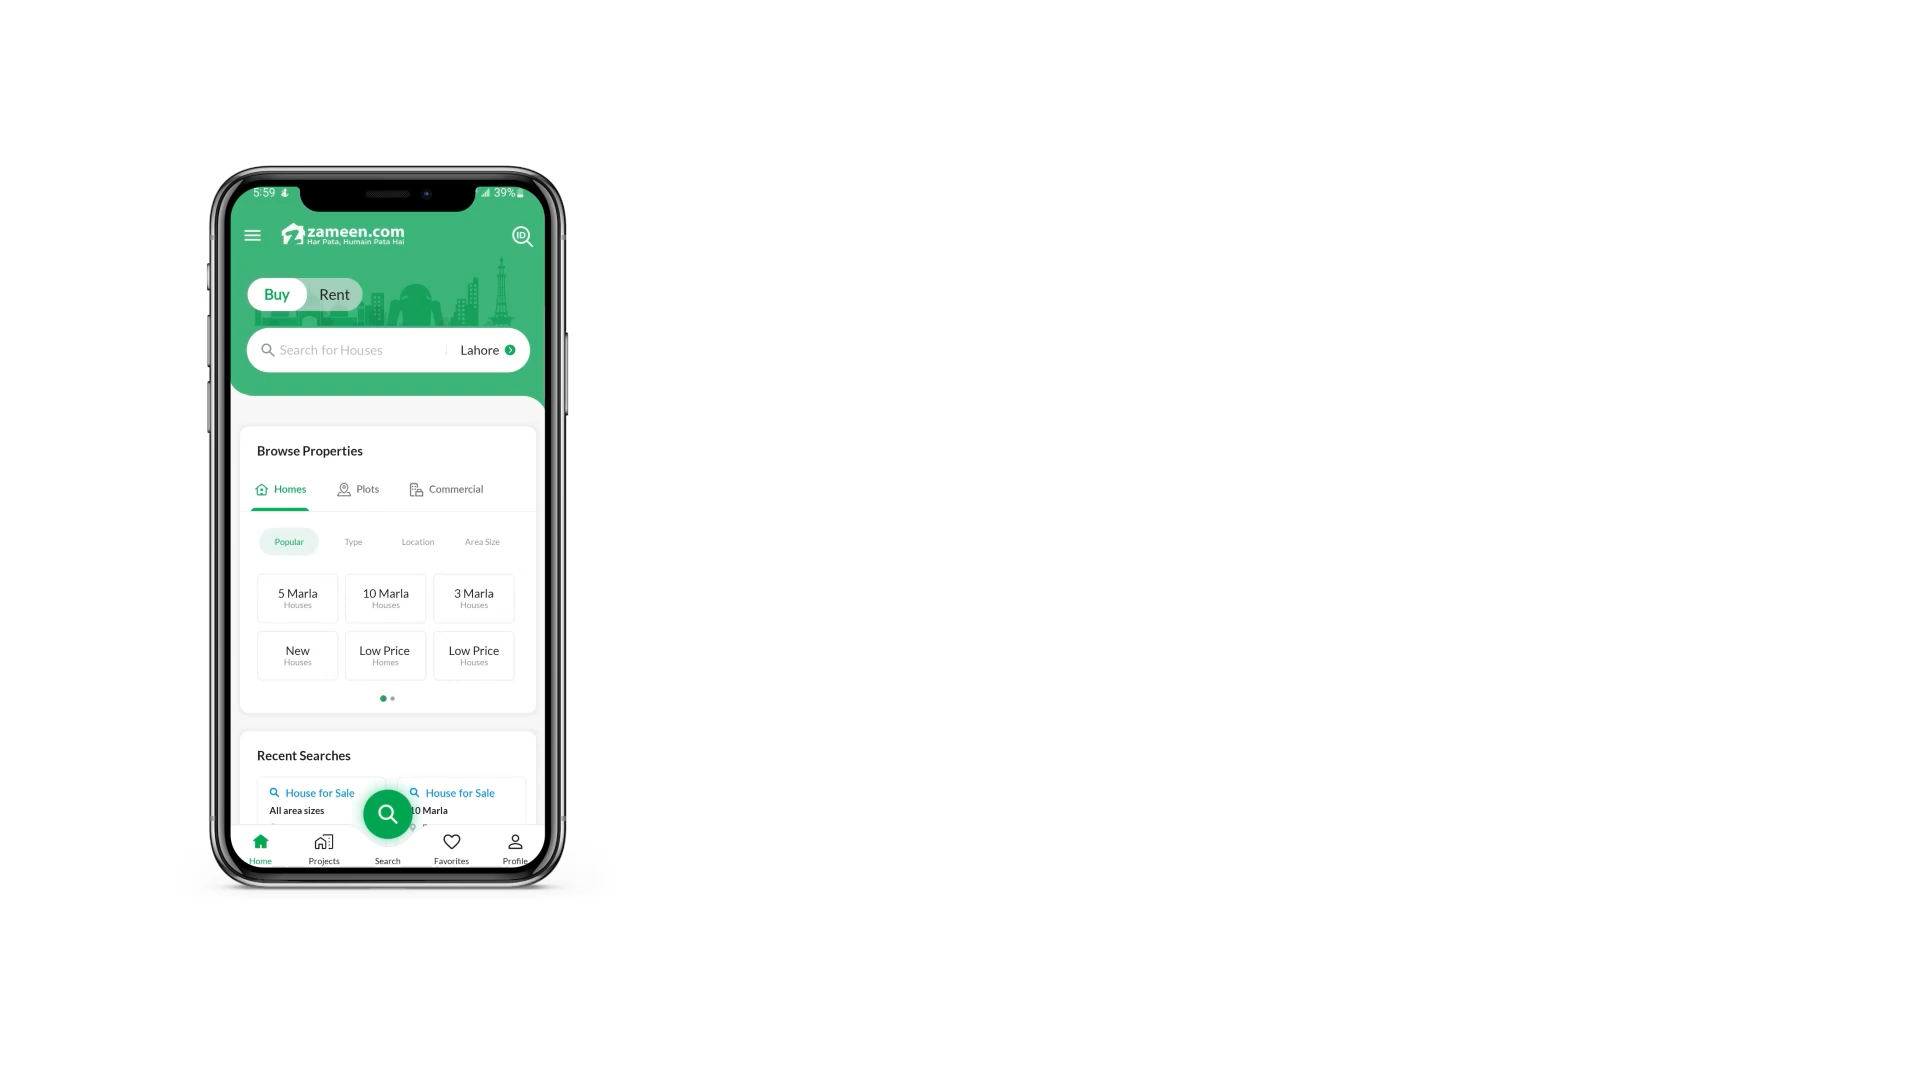 5:59
39%
zameen.com
Har Pata, Humain Pata Hai
ID
Buy Rent
Search for Houses Lahore
Browse Properties
Homes Plots Commercial
Popular Type Location Area Size
5 Marla 10 Marla 3 Marla
Houses Houses Houses
New Low Price Low Price
Houses Homes Houses
Recent Searches
House for Sale House for Sale
All area sizes 10 Marla
Home Projects Search Favorites Profile